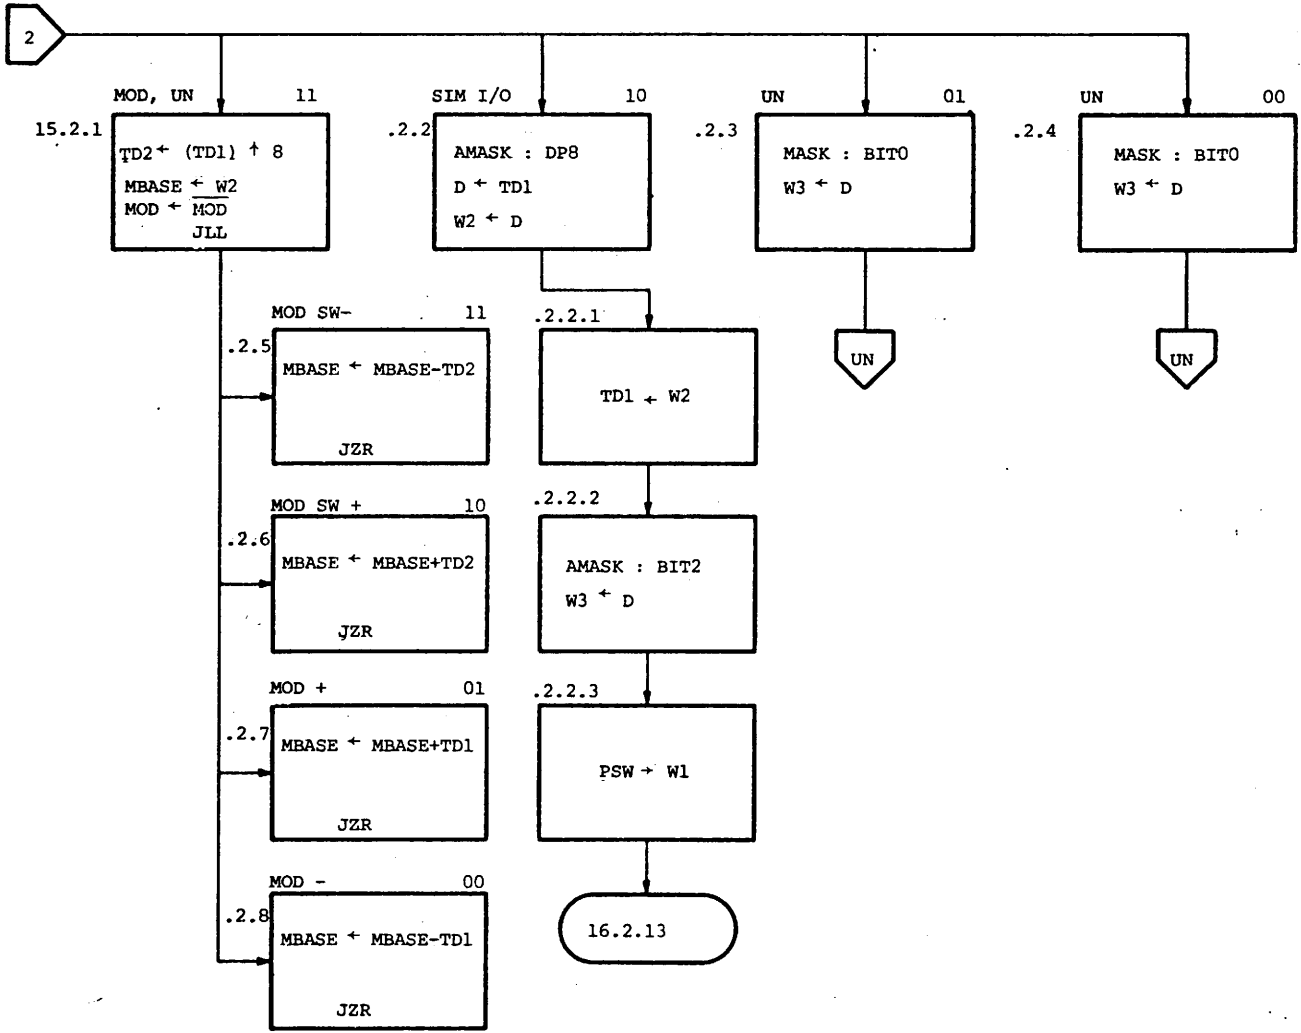 2
MOD, UN 11
15.2.1
TD2 ← (TD1) ↑ 8
MBASE ← W2
MOD ← M̅O̅D̅
JLL
SIM I/O 10
.2.2
AMASK : DP8
D ← TD1
W2 ← D
UN 01
.2.3
MASK : BIT0
W3 ← D
UN 00
.2.4
MASK : BIT0
W3 ← D
MOD SW- 11
.2.5
MBASE ← MBASE-TD2
JZR
.2.2.1
TD1 ← W2
UN
UN
MOD SW + 10
.2.6
MBASE ← MBASE+TD2
JZR
.2.2.2
AMASK : BIT2
W3 ← D
MOD + 01
.2.7
MBASE ← MBASE+TD1
JZR
.2.2.3
PSW → W1
MOD - 00
.2.8
MBASE ← MBASE-TD1
JZR
16.2.13